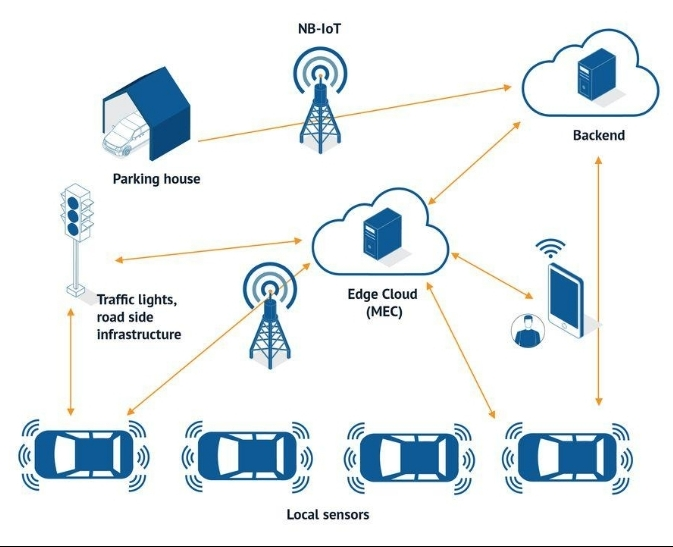 NB-IoT
Backend
Parking house
Traffic lights,
road side
infrastructure
Edge Cloud
(MEC)
Local sensors